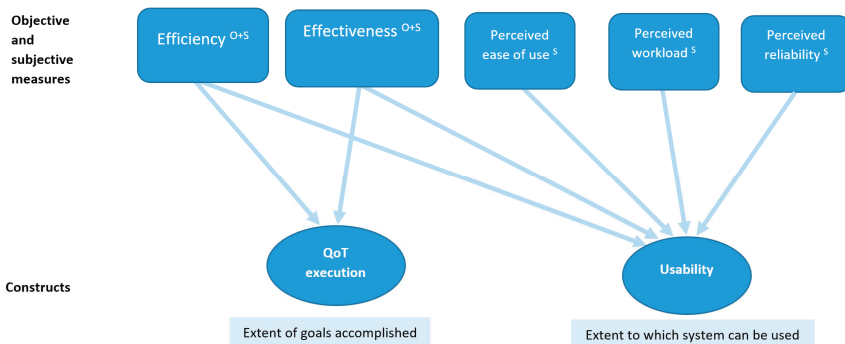 Objective
and
subjective
measures
Efficiency O+S
Effectiveness O+S
Perceived
ease of use S
Perceived
workload S
Perceived
reliability S
Constructs
QoT
execution
Usability
Extent of goals accomplished
Extent to which system can be used